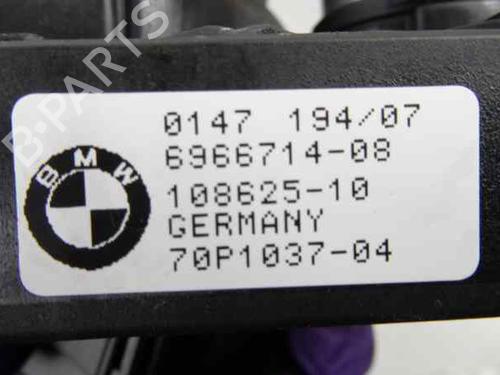 B-PARTS
BMW
0147 194/07
6966714-08
108625-10
GERMANY
70P1037-04